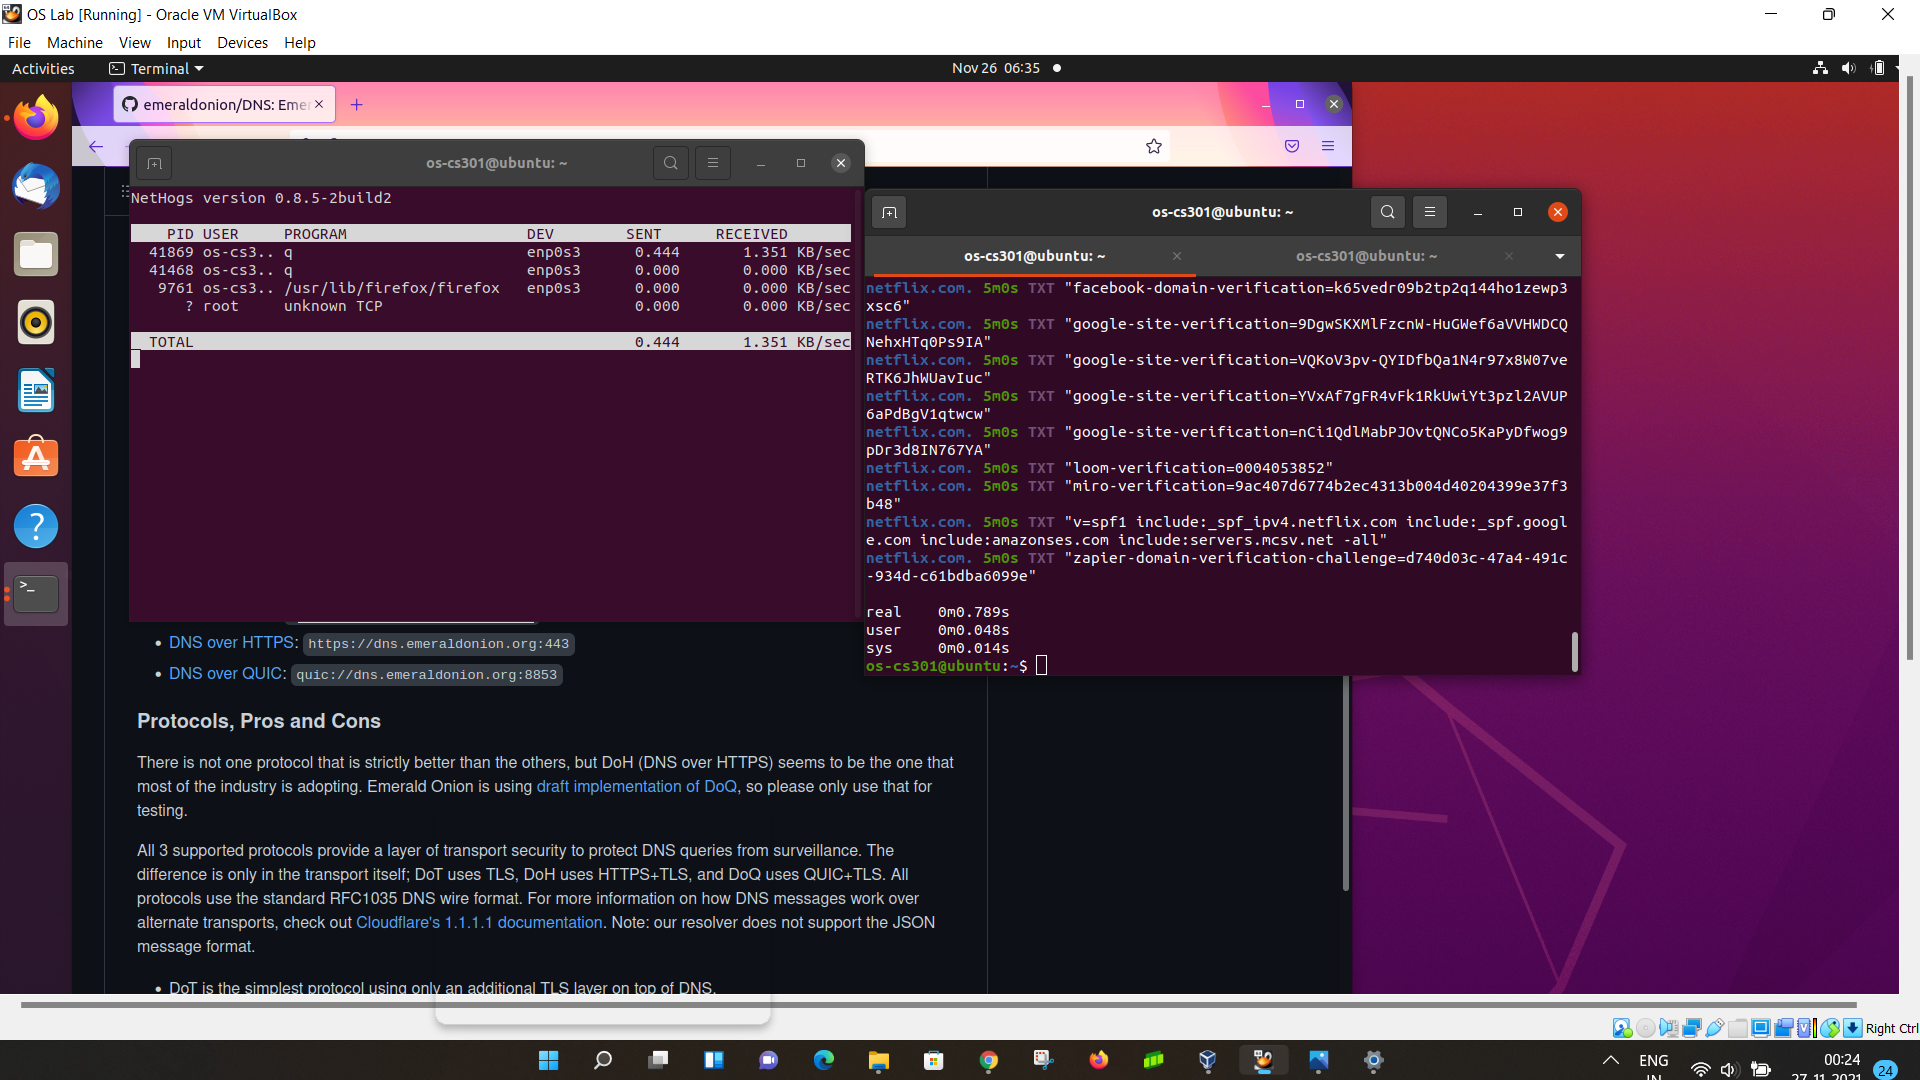 OS Lab [Running] - Oracle VM VirtualBox
File Machine View Input Devices Help
Activities Terminal Nov 26 06:35
emeraldonion/DNS: Eme
os-cs301@ubuntu: ~
NetHogs version 0.8.5-2build2
PID USER PROGRAM DEV SENT RECEIVED
41869 os-cs3.. q enp0s3 0.444 1.351 KB/sec
41468 os-cs3.. q enp0s3 0.000 0.000 KB/sec
9761 os-cs3.. /usr/lib/firefox/firefox enp0s3 0.000 0.000 KB/sec
? root unknown TCP 0.000 0.000 KB/sec
TOTAL 0.444 1.351 KB/sec
os-cs301@ubuntu: ~
os-cs301@ubuntu: ~ os-cs301@ubuntu: ~
netflix.com. 5m0s TXT "facebook-domain-verification=k65vedr09b2tp2q144ho1zewp3
xsc6"
netflix.com. 5m0s TXT "google-site-verification=9DgwSKXMlFzcnW-HuGWef6aVVHWDCQ
NehxHTq0Ps9IA"
netflix.com. 5m0s TXT "google-site-verification=VQKoV3pv-QYIDfbQa1N4r97x8W07ve
RTK6JhWUavIuc"
netflix.com. 5m0s TXT "google-site-verification=YVxAf7gFR4vFk1RkUwiYt3pzl2AVUP
6aPdBgV1qtwcw"
netflix.com. 5m0s TXT "google-site-verification=nCi1QdlMabPJOvtQNCo5KaPyDfwog9
pDr3d8IN767YA"
netflix.com. 5m0s TXT "loom-verification=0004053852"
netflix.com. 5m0s TXT "miro-verification=9ac407d6774b2ec4313b004d40204399e37f3
b48"
netflix.com. 5m0s TXT "v=spf1 include:_spf_ipv4.netflix.com include:_spf.googl
e.com include:amazonses.com include:servers.mcsv.net -all"
netflix.com. 5m0s TXT "zapier-domain-verification-challenge=d740d03c-47a4-491c
-934d-c61bdba6099e"
real 0m0.789s
user 0m0.048s
sys 0m0.014s
os-cs301@ubuntu:~$
DNS over HTTPS: https://dns.emeraldonion.org:443
DNS over QUIC: quic://dns.emeraldonion.org:8853
Protocols, Pros and Cons
There is not one protocol that is strictly better than the others, but DoH (DNS over HTTPS) seems to be the one that
most of the industry is adopting. Emerald Onion is using draft implementation of DoQ, so please only use that for
testing.
All 3 supported protocols provide a layer of transport security to protect DNS queries from surveillance. The
difference is only in the transport itself; DoT uses TLS, DoH uses HTTPS+TLS, and DoQ uses QUIC+TLS. All
protocols use the standard RFC1035 DNS wire format. For more information on how DNS messages work over
alternate transports, check out Cloudflare's 1.1.1.1 documentation. Note: our resolver does not support the JSON
message format.
DoT is the simplest protocol using only an additional TLS layer on top of DNS.
Right Ctrl
ENG
IN
00:24
27-11-2021
24